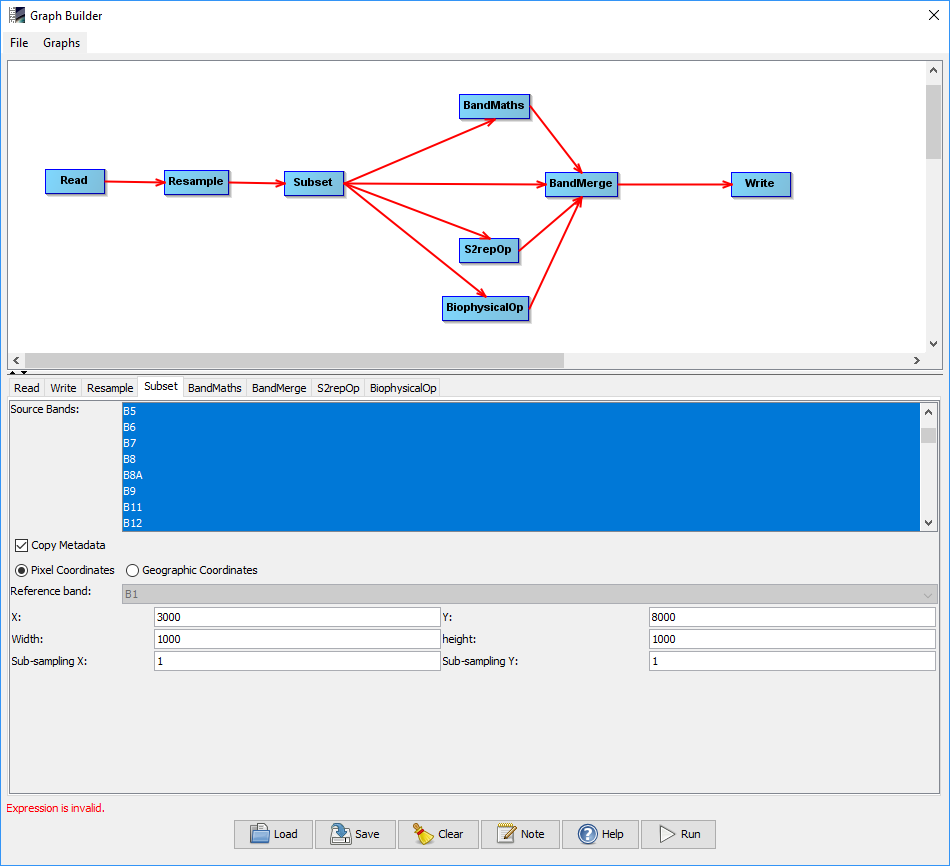 Graph Builder
File Graphs
BandMaths
Read Resample Subset BandMerge Write
S2repOp
BiophysicalOp
Read Write Resample Subset BandMaths BandMerge S2repOp BiophysicalOp
Source Bands: B5
B6
B7
B8
B8A
B9
B11
B12
Copy Metadata
Pixel Coordinates Geographic Coordinates
Reference band: B1
X: 3000 Y: 8000
Width: 1000 height: 1000
Sub-sampling X: 1 Sub-sampling Y: 1
Expression is invalid.
Load Save Clear Note Help Run